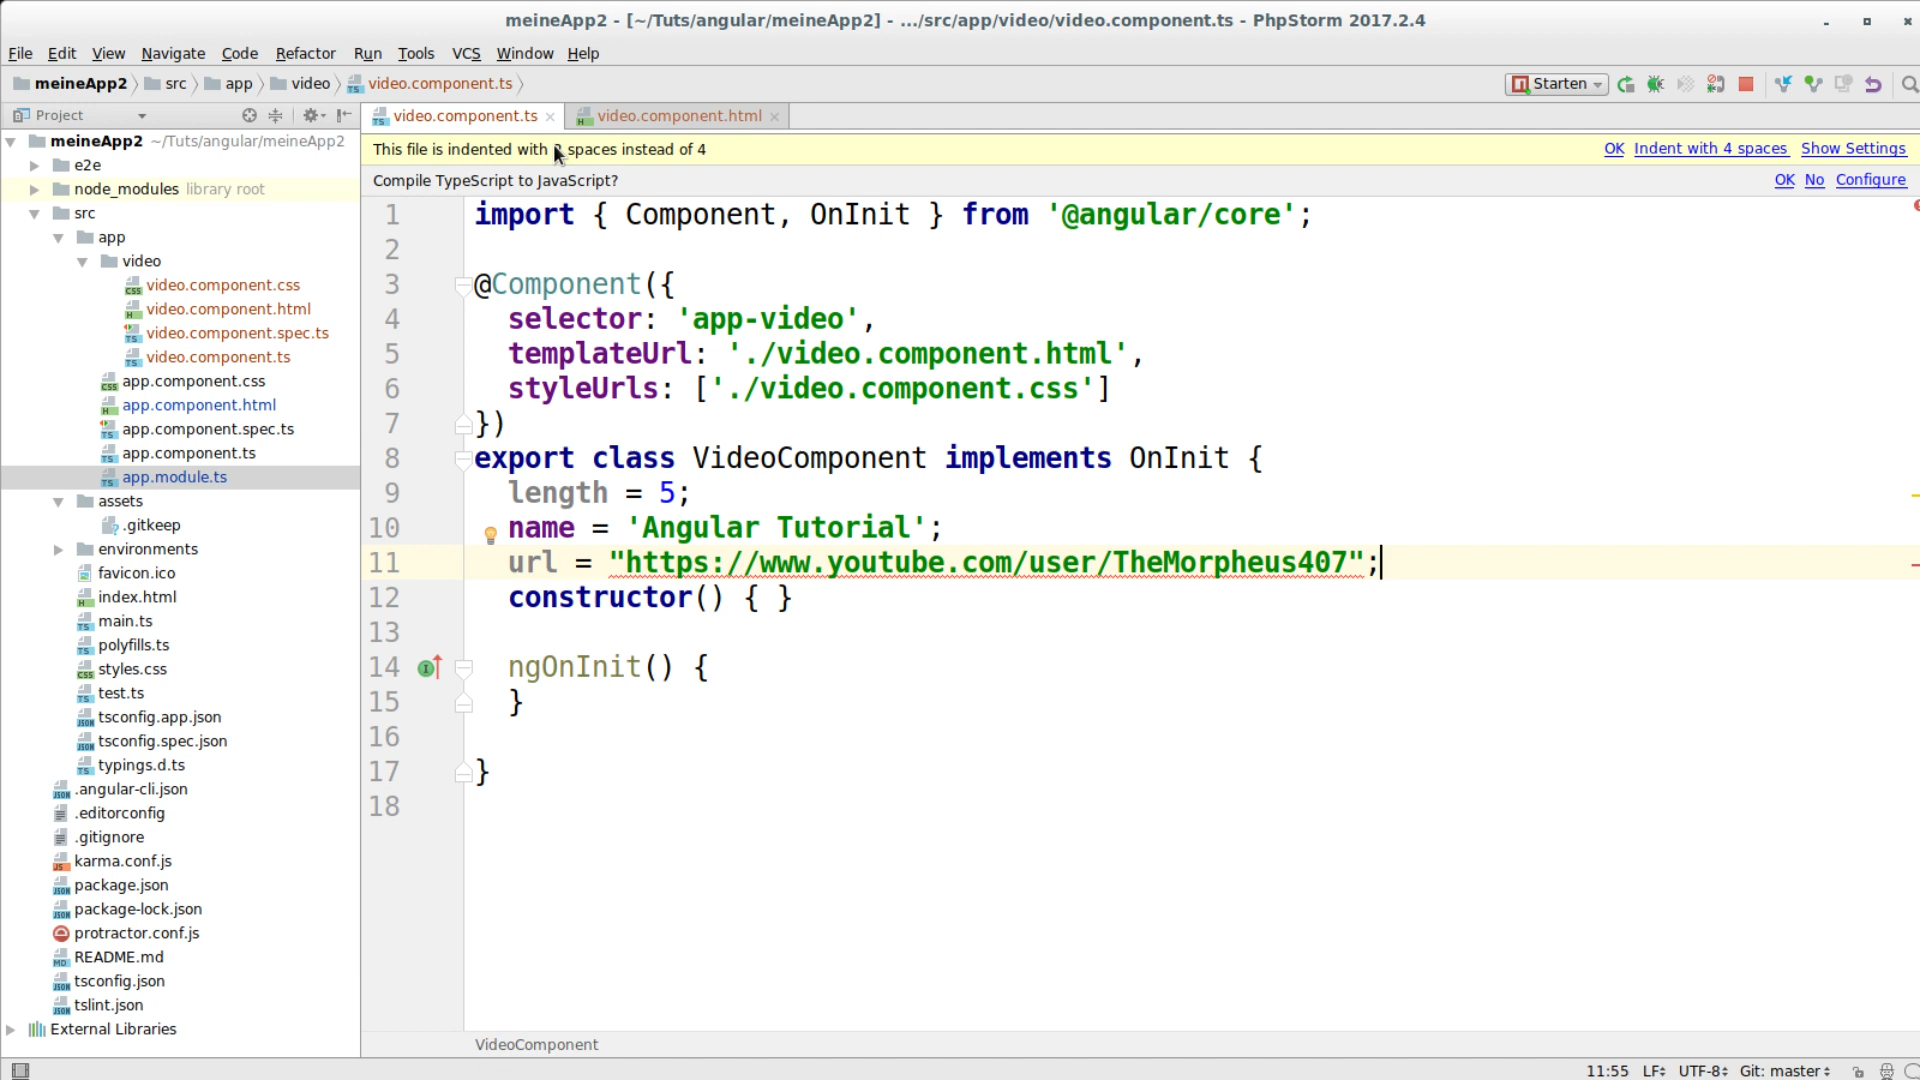 meineApp2 - [~/Tuts/angular/meineApp2] - .../src/app/video/video.component.ts - PhpStorm 2017.2.4
File Edit View Navigate Code Refactor Run Tools VCS Window Help
meineApp2 src app video video.component.ts Starten
Project
video.component.ts video.component.html
This file is indented with spaces instead of 4 OK Indent with 4 spaces Show Settings
Compile TypeScript to JavaScript? OK No Configure
meineApp2 ~/Tuts/angular/meineApp2
e2e
node_modules library root
src
app
video
video.component.css
video.component.html
video.component.spec.ts
video.component.ts
app.component.css
app.component.html
app.component.spec.ts
app.component.ts
app.module.ts
assets
.gitkeep
environments
favicon.ico
index.html
main.ts
polyfills.ts
styles.css
test.ts
tsconfig.app.json
tsconfig.spec.json
typings.d.ts
.angular-cli.json
.editorconfig
.gitignore
karma.conf.js
package.json
package-lock.json
protractor.conf.js
README.md
tsconfig.json
tslint.json
External Libraries
1 import { Component, OnInit } from '@angular/core';
2
3 @Component({
4 selector: 'app-video',
5 templateUrl: './video.component.html',
6 styleUrls: ['./video.component.css']
7 })
8 export class VideoComponent implements OnInit {
9 length = 5;
10 name = 'Angular Tutorial';
11 url = "https://www.youtube.com/user/TheMorpheus407";
12 constructor() { }
13
14 ngOnInit() {
15 }
16
17 }
18
VideoComponent
11:55 LF UTF-8 Git: master